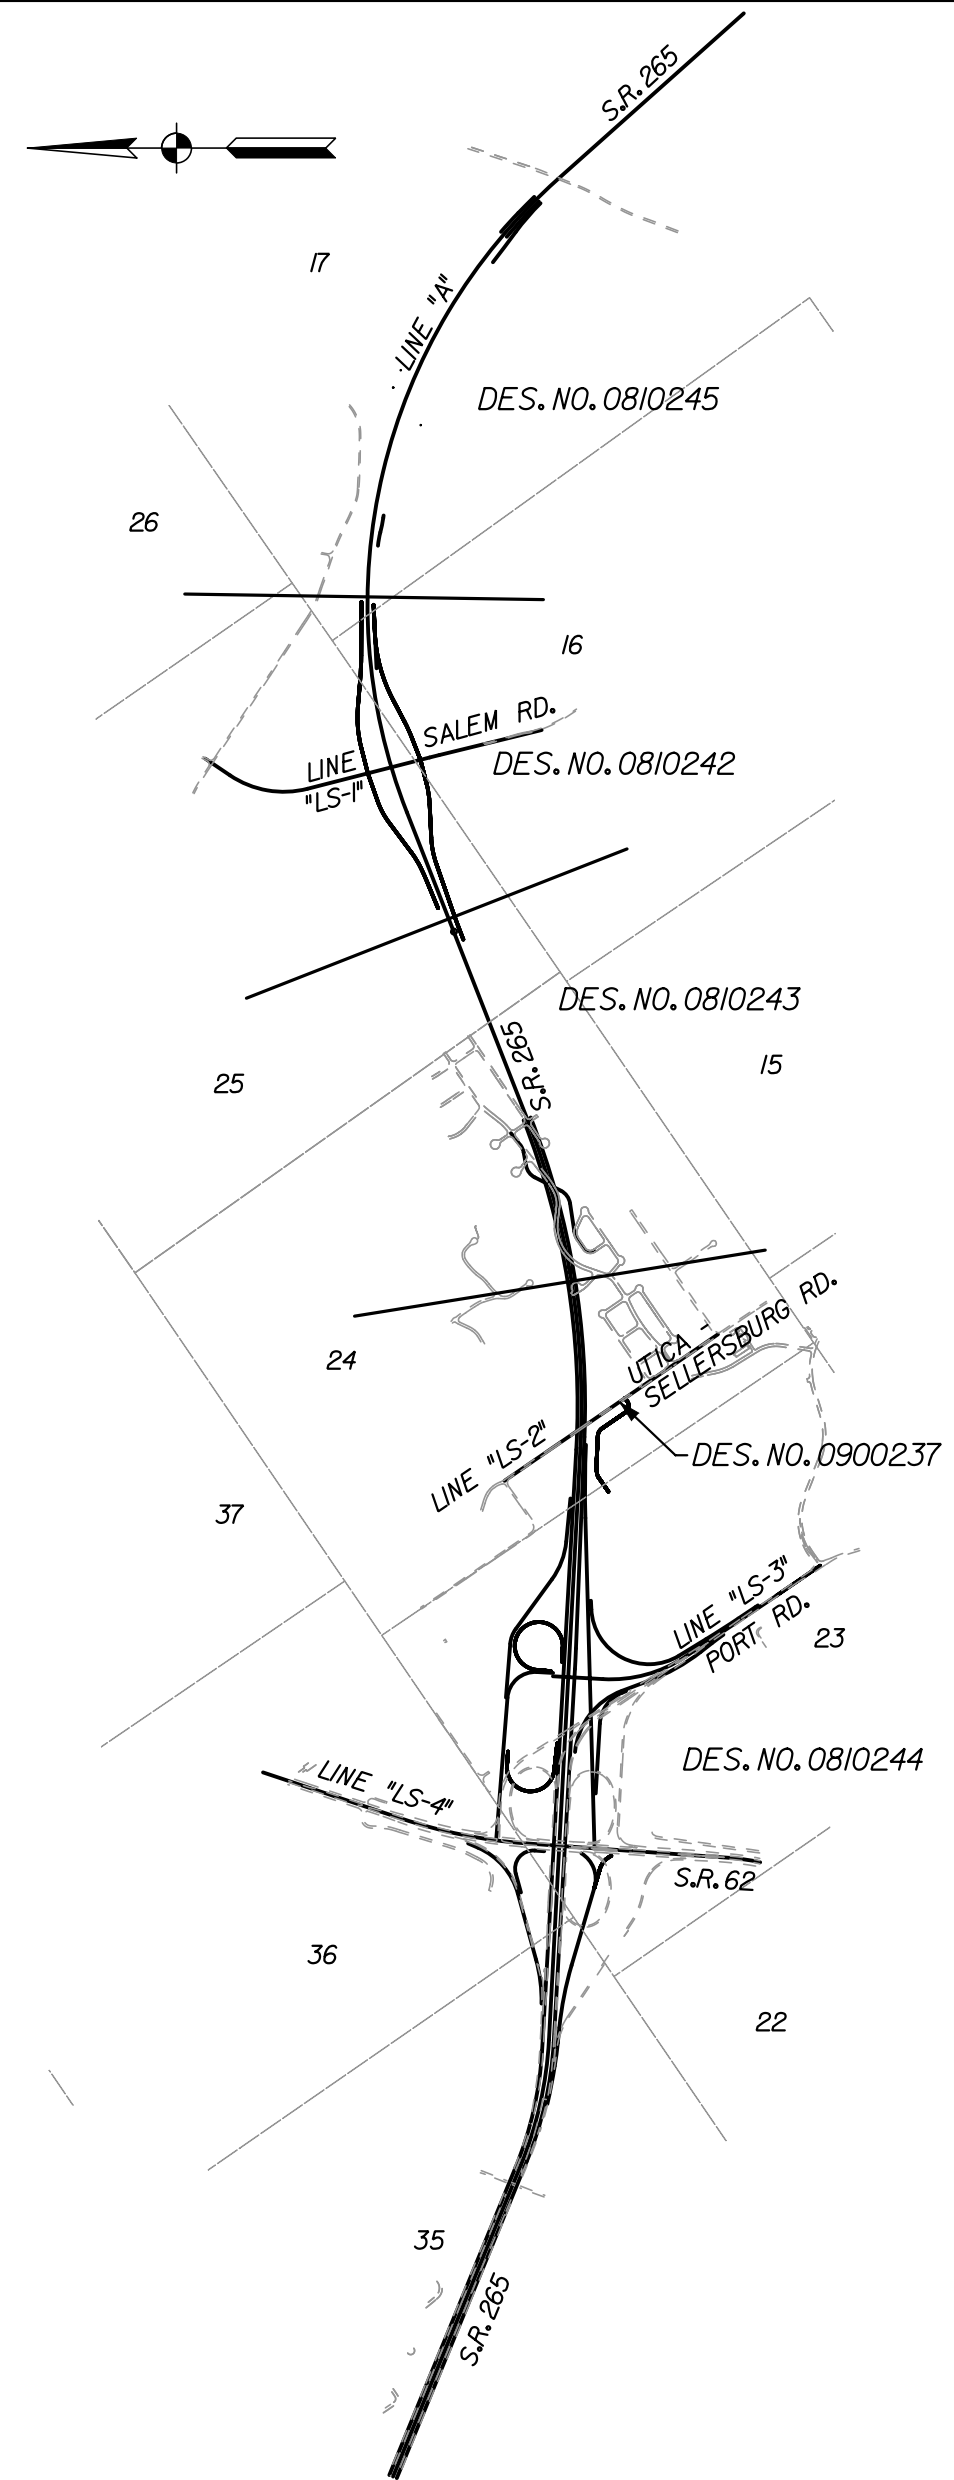 S.R. 265
17
LINE "A"
DES. NO. 0810245
26
16
SALEM RD.
LINE
"LS-1"
DES. NO. 0810242
DES. NO. 0810243
S.R. 265
25
15
24
UTICA -
SELLERSBURG RD.
LINE "LS-2"
DES. NO. 0900237
37
LINE "LS-3"
PORT RD.
23
DES. NO. 0810244
LINE "LS-4"
S.R. 62
36
22
35
S.R. 265